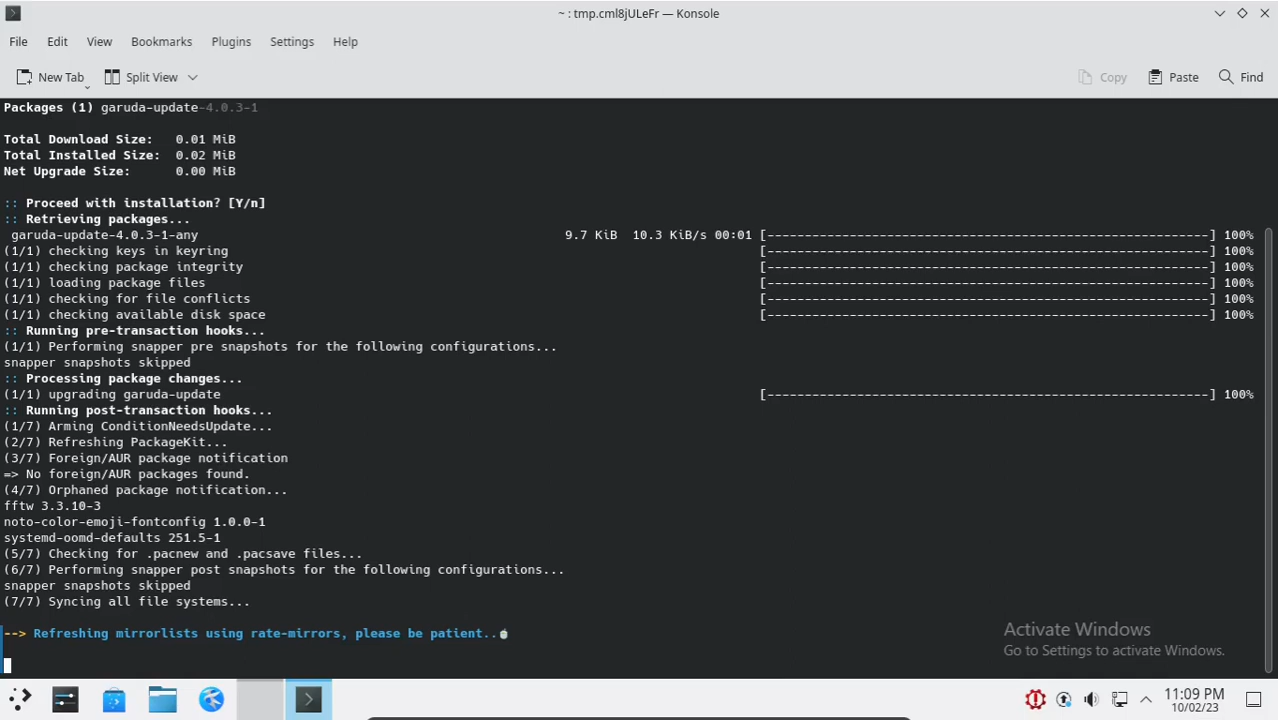 ~ : tmp.cml8jULeFr — Konsole
File Edit View Bookmarks Plugins Settings Help
New Tab Split View Copy Paste Find
Packages (1) garuda-update-4.0.3-1
Total Download Size: 0.01 MiB
Total Installed Size: 0.02 MiB
Net Upgrade Size: 0.00 MiB
:: Proceed with installation? [Y/n]
:: Retrieving packages...
garuda-update-4.0.3-1-any 9.7 KiB 10.3 KiB/s 00:01 [------------------------------------------------------------] 100%
(1/1) checking keys in keyring [------------------------------------------------------------] 100%
(1/1) checking package integrity [------------------------------------------------------------] 100%
(1/1) loading package files [------------------------------------------------------------] 100%
(1/1) checking for file conflicts [------------------------------------------------------------] 100%
(1/1) checking available disk space [------------------------------------------------------------] 100%
:: Running pre-transaction hooks...
(1/1) Performing snapper pre snapshots for the following configurations...
snapper snapshots skipped
:: Processing package changes...
(1/1) upgrading garuda-update [------------------------------------------------------------] 100%
:: Running post-transaction hooks...
(1/7) Arming ConditionNeedsUpdate...
(2/7) Refreshing PackageKit...
(3/7) Foreign/AUR package notification
=> No foreign/AUR packages found.
(4/7) Orphaned package notification...
fftw 3.3.10-3
noto-color-emoji-fontconfig 1.0.0-1
systemd-oomd-defaults 251.5-1
(5/7) Checking for .pacnew and .pacsave files...
(6/7) Performing snapper post snapshots for the following configurations...
snapper snapshots skipped
(7/7) Syncing all file systems...
--> Refreshing mirrorlists using rate-mirrors, please be patient..
Activate Windows
Go to Settings to activate Windows.
11:09 PM
10/02/23